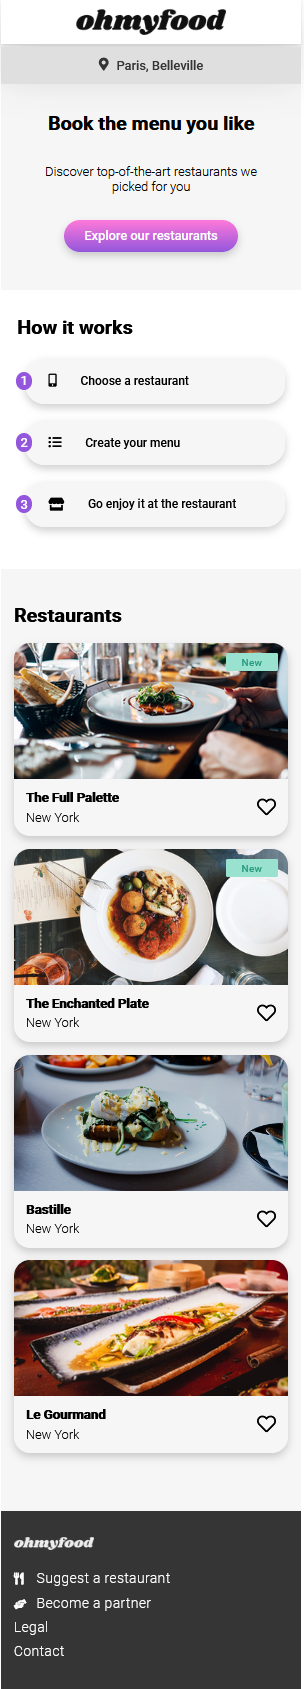 ohmyfood
Paris, Belleville
Book the menu you like
Discover top-of-the-art restaurants we
picked for you
Explore our restaurants
How it works
1 Choose a restaurant
2 Create your menu
3 Go enjoy it at the restaurant
Restaurants
New
The Full Palette
New York
New
The Enchanted Plate
New York
Bastille
New York
Le Gourmand
New York
ohmyfood
Suggest a restaurant
Become a partner
Legal
Contact